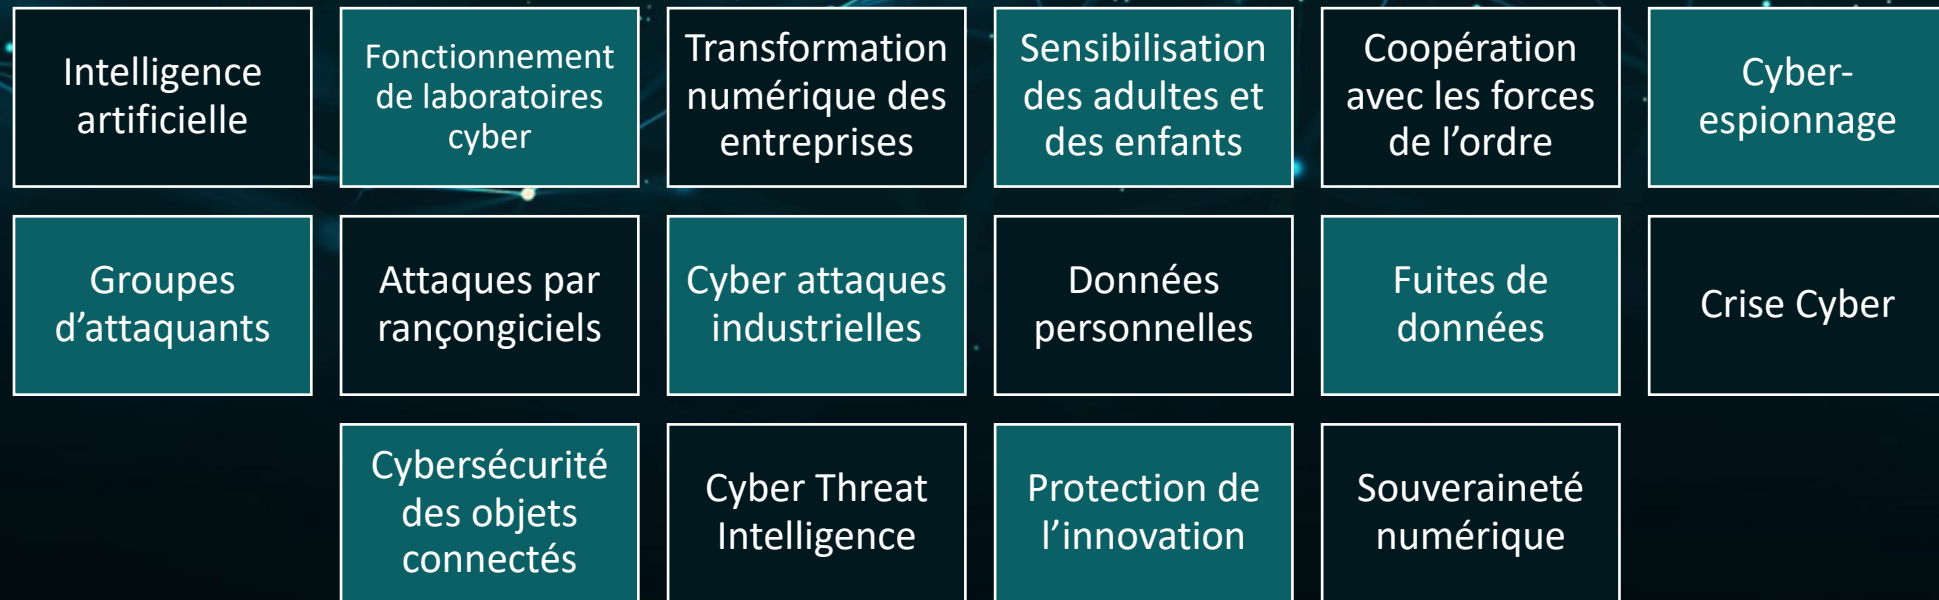 Intelligence
artificielle
Fonctionnement
de laboratoires
cyber
Transformation
numérique des
entreprises
Sensibilisation
des adultes et
des enfants
Coopération
avec les forces
de l’ordre
Cyber-
espionnage
Groupes
d’attaquants
Attaques par
rançongiciels
Cyber attaques
industrielles
Données
personnelles
Fuites de
données
Crise Cyber
Cybersécurité
des objets
connectés
Cyber Threat
Intelligence
Protection de
l’innovation
Souveraineté
numérique